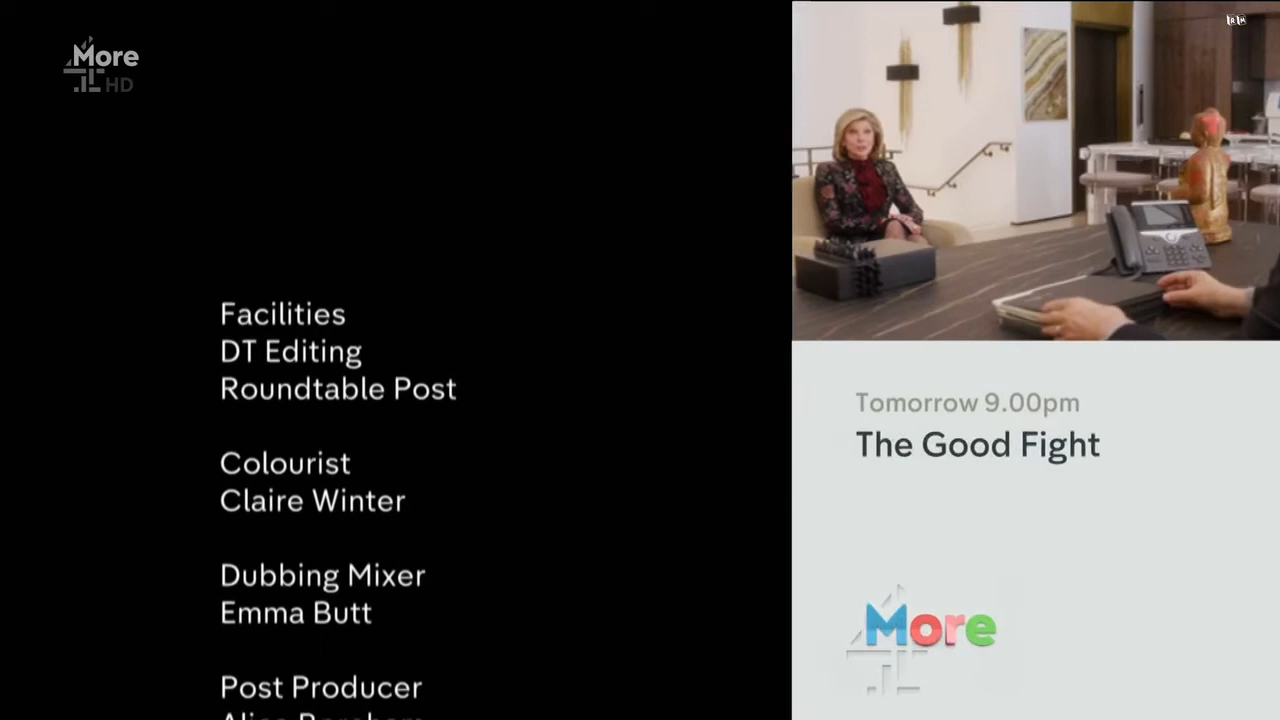 More
HD
Facilities
DT Editing
Roundtable Post
Colourist
Claire Winter
Dubbing Mixer
Emma Butt
Post Producer
Tomorrow 9.00pm
The Good Fight
More